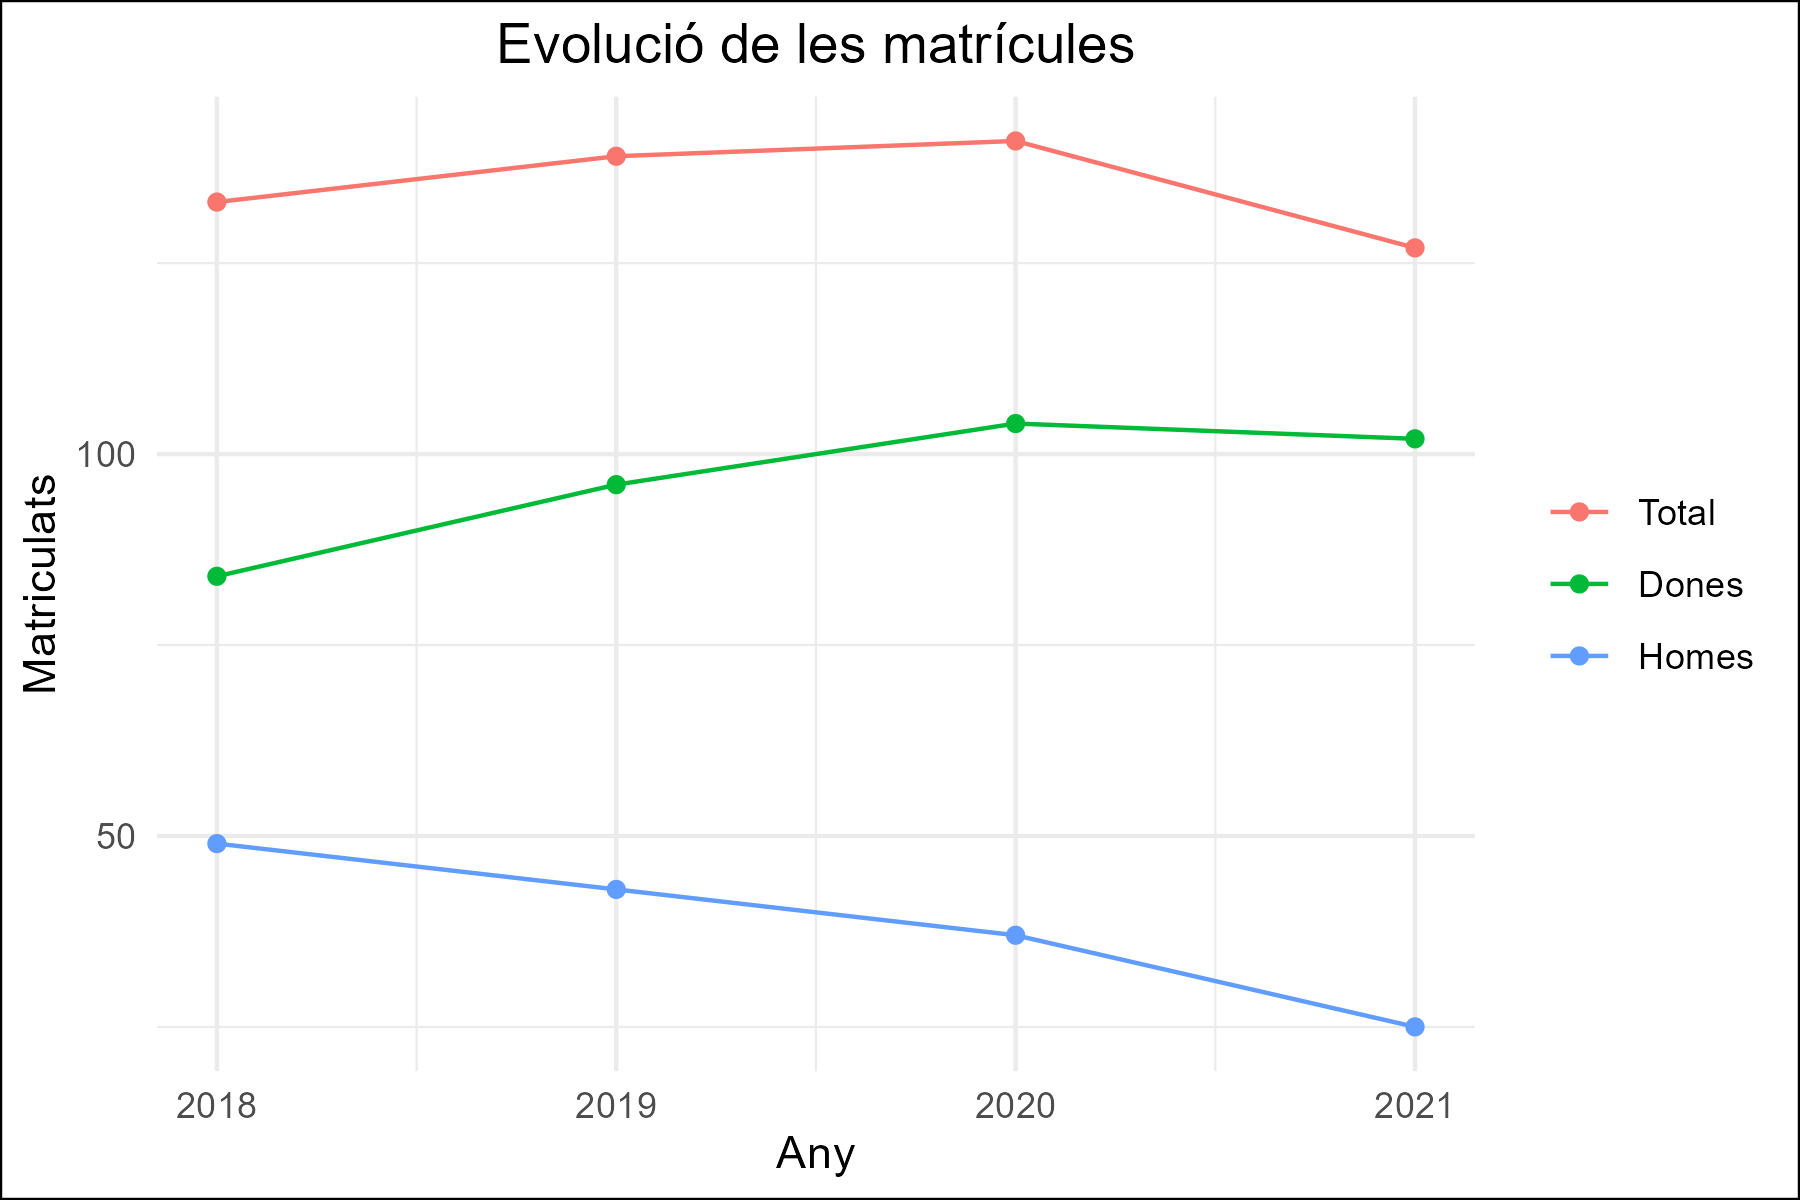 Evolució de les matrícules
Matriculats
100
50
2018
2019
2020
2021
Any
Total
Dones
Homes